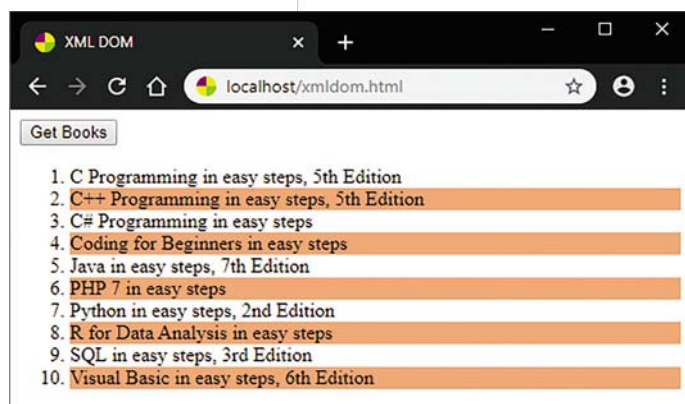 XML DOM
localhost/xmldom.html
Get Books
1. C Programming in easy steps, 5th Edition
2. C++ Programming in easy steps, 5th Edition
3. C# Programming in easy steps
4. Coding for Beginners in easy steps
5. Java in easy steps, 7th Edition
6. PHP 7 in easy steps
7. Python in easy steps, 2nd Edition
8. R for Data Analysis in easy steps
9. SQL in easy steps, 3rd Edition
10. Visual Basic in easy steps, 6th Edition